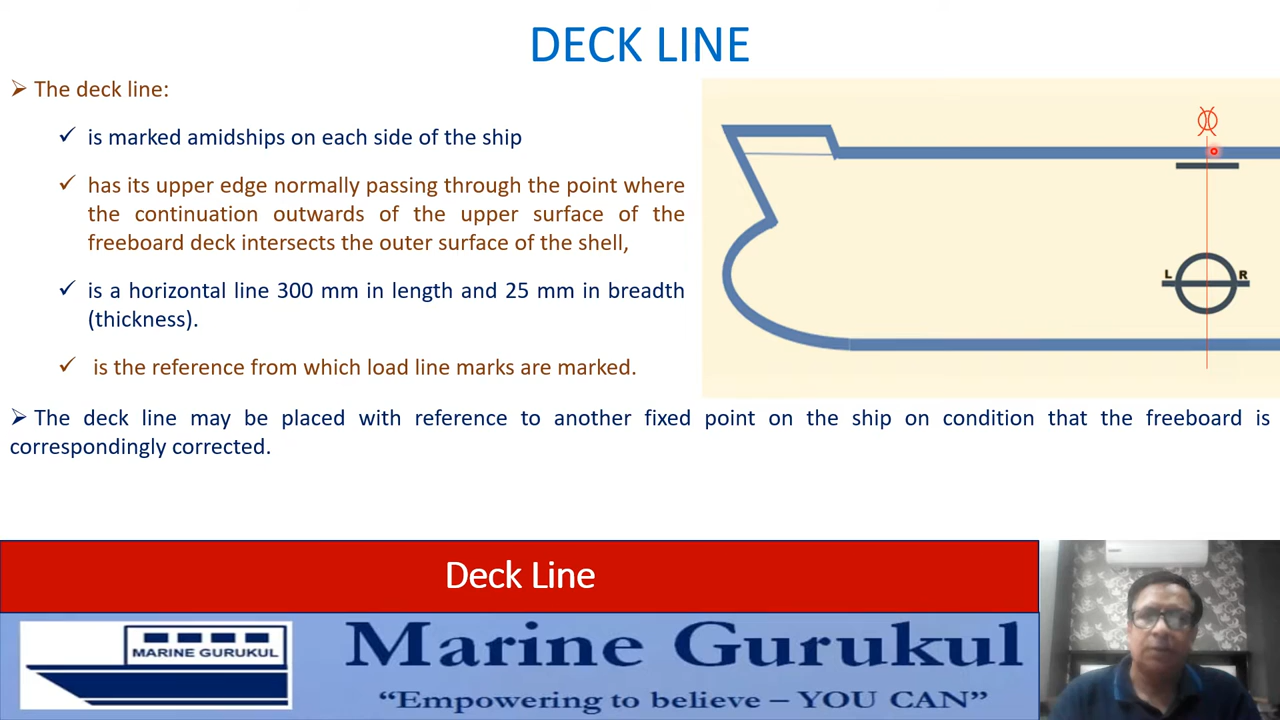 DECK LINE
➢ The deck line:
✓ is marked amidships on each side of the ship
✓ has its upper edge normally passing through the point where
the continuation outwards of the upper surface of the
freeboard deck intersects the outer surface of the shell,
✓ is a horizontal line 300 mm in length and 25 mm in breadth
(thickness).
✓ is the reference from which load line marks are marked.
➢ The deck line may be placed with reference to another fixed point on the ship on condition that the freeboard is
correspondingly corrected.
L R
Deck Line
MARINE GURUKUL
Marine Gurukul
“Empowering to believe – YOU CAN”